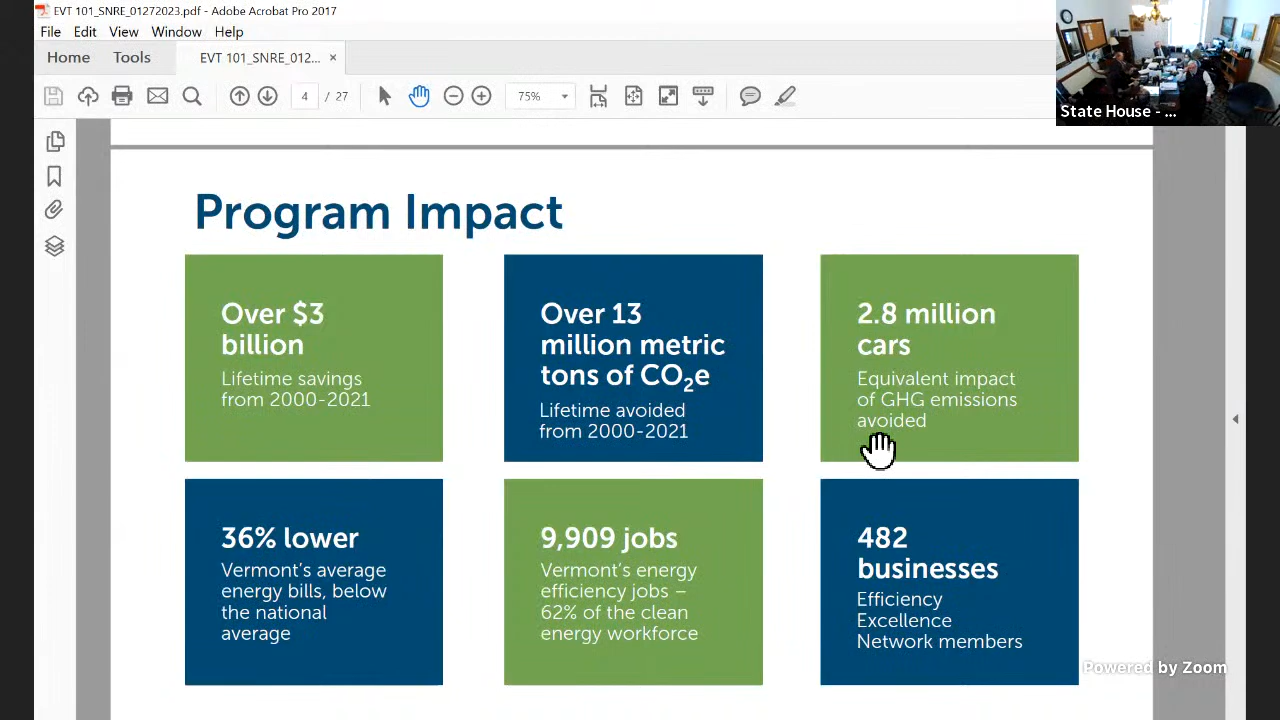 EVT 101_SNRE_01272023.pdf - Adobe Acrobat Pro 2017
File Edit View Window Help
Home Tools EVT 101_SNRE_012... ×
4 / 27 75%
State House - ...
Program Impact
Over $3
billion
Lifetime savings
from 2000-2021
Over 13
million metric
tons of CO₂e
Lifetime avoided
from 2000-2021
2.8 million
cars
Equivalent impact
of GHG emissions
avoided
36% lower
Vermont's average
energy bills, below
the national
average
9,909 jobs
Vermont's energy
efficiency jobs –
62% of the clean
energy workforce
482
businesses
Efficiency
Excellence
Network members
Powered by Zoom